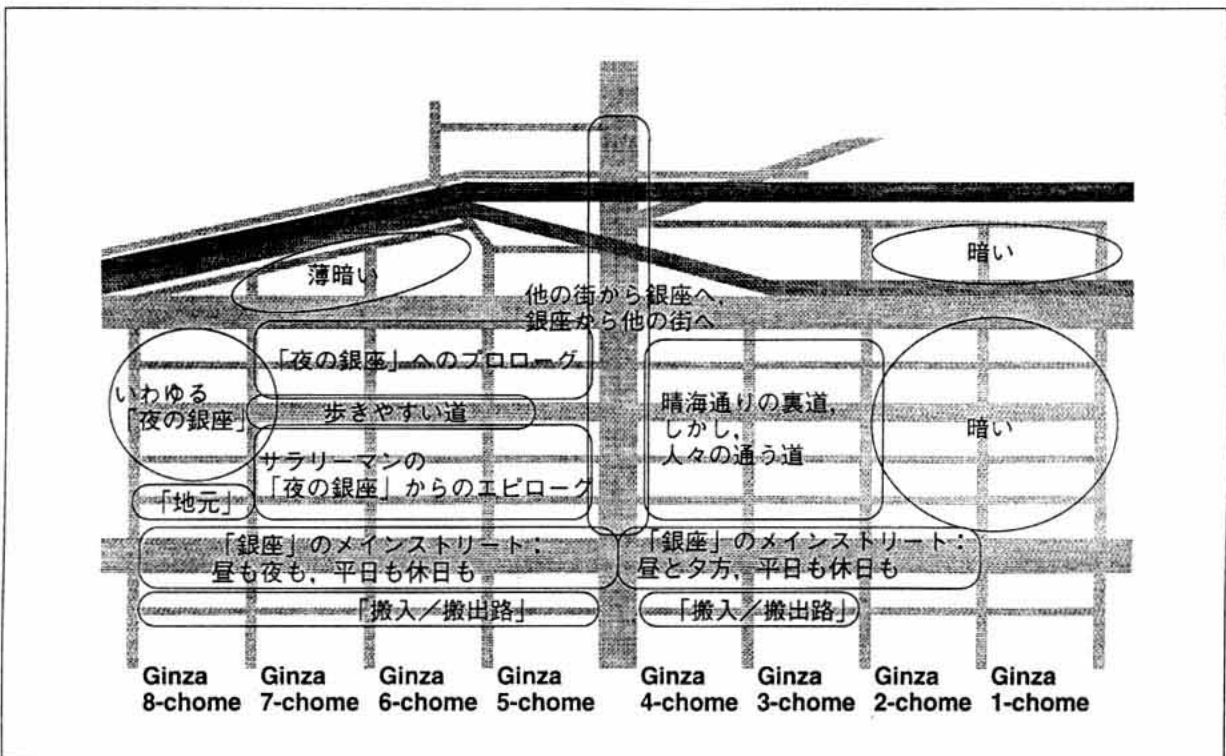 薄暗い
暗い
他の街から銀座へ,
銀座から他の街へ
「夜の銀座」へのプロローグ
いわゆる
「夜の銀座」
歩きやすい道
晴海通りの裏道,
しかし,
人々の通う道
暗い
サラリーマンの
「夜の銀座」からのエピローグ
「地元」
「銀座」のメインストリート:
昼も夜も, 平日も休日も
「銀座」のメインストリート:
昼と夕方, 平日も休日も
「搬入/搬出路」
「搬入/搬出路」
Ginza
8-chome
Ginza
7-chome
Ginza
6-chome
Ginza
5-chome
Ginza
4-chome
Ginza
3-chome
Ginza
2-chome
Ginza
1-chome